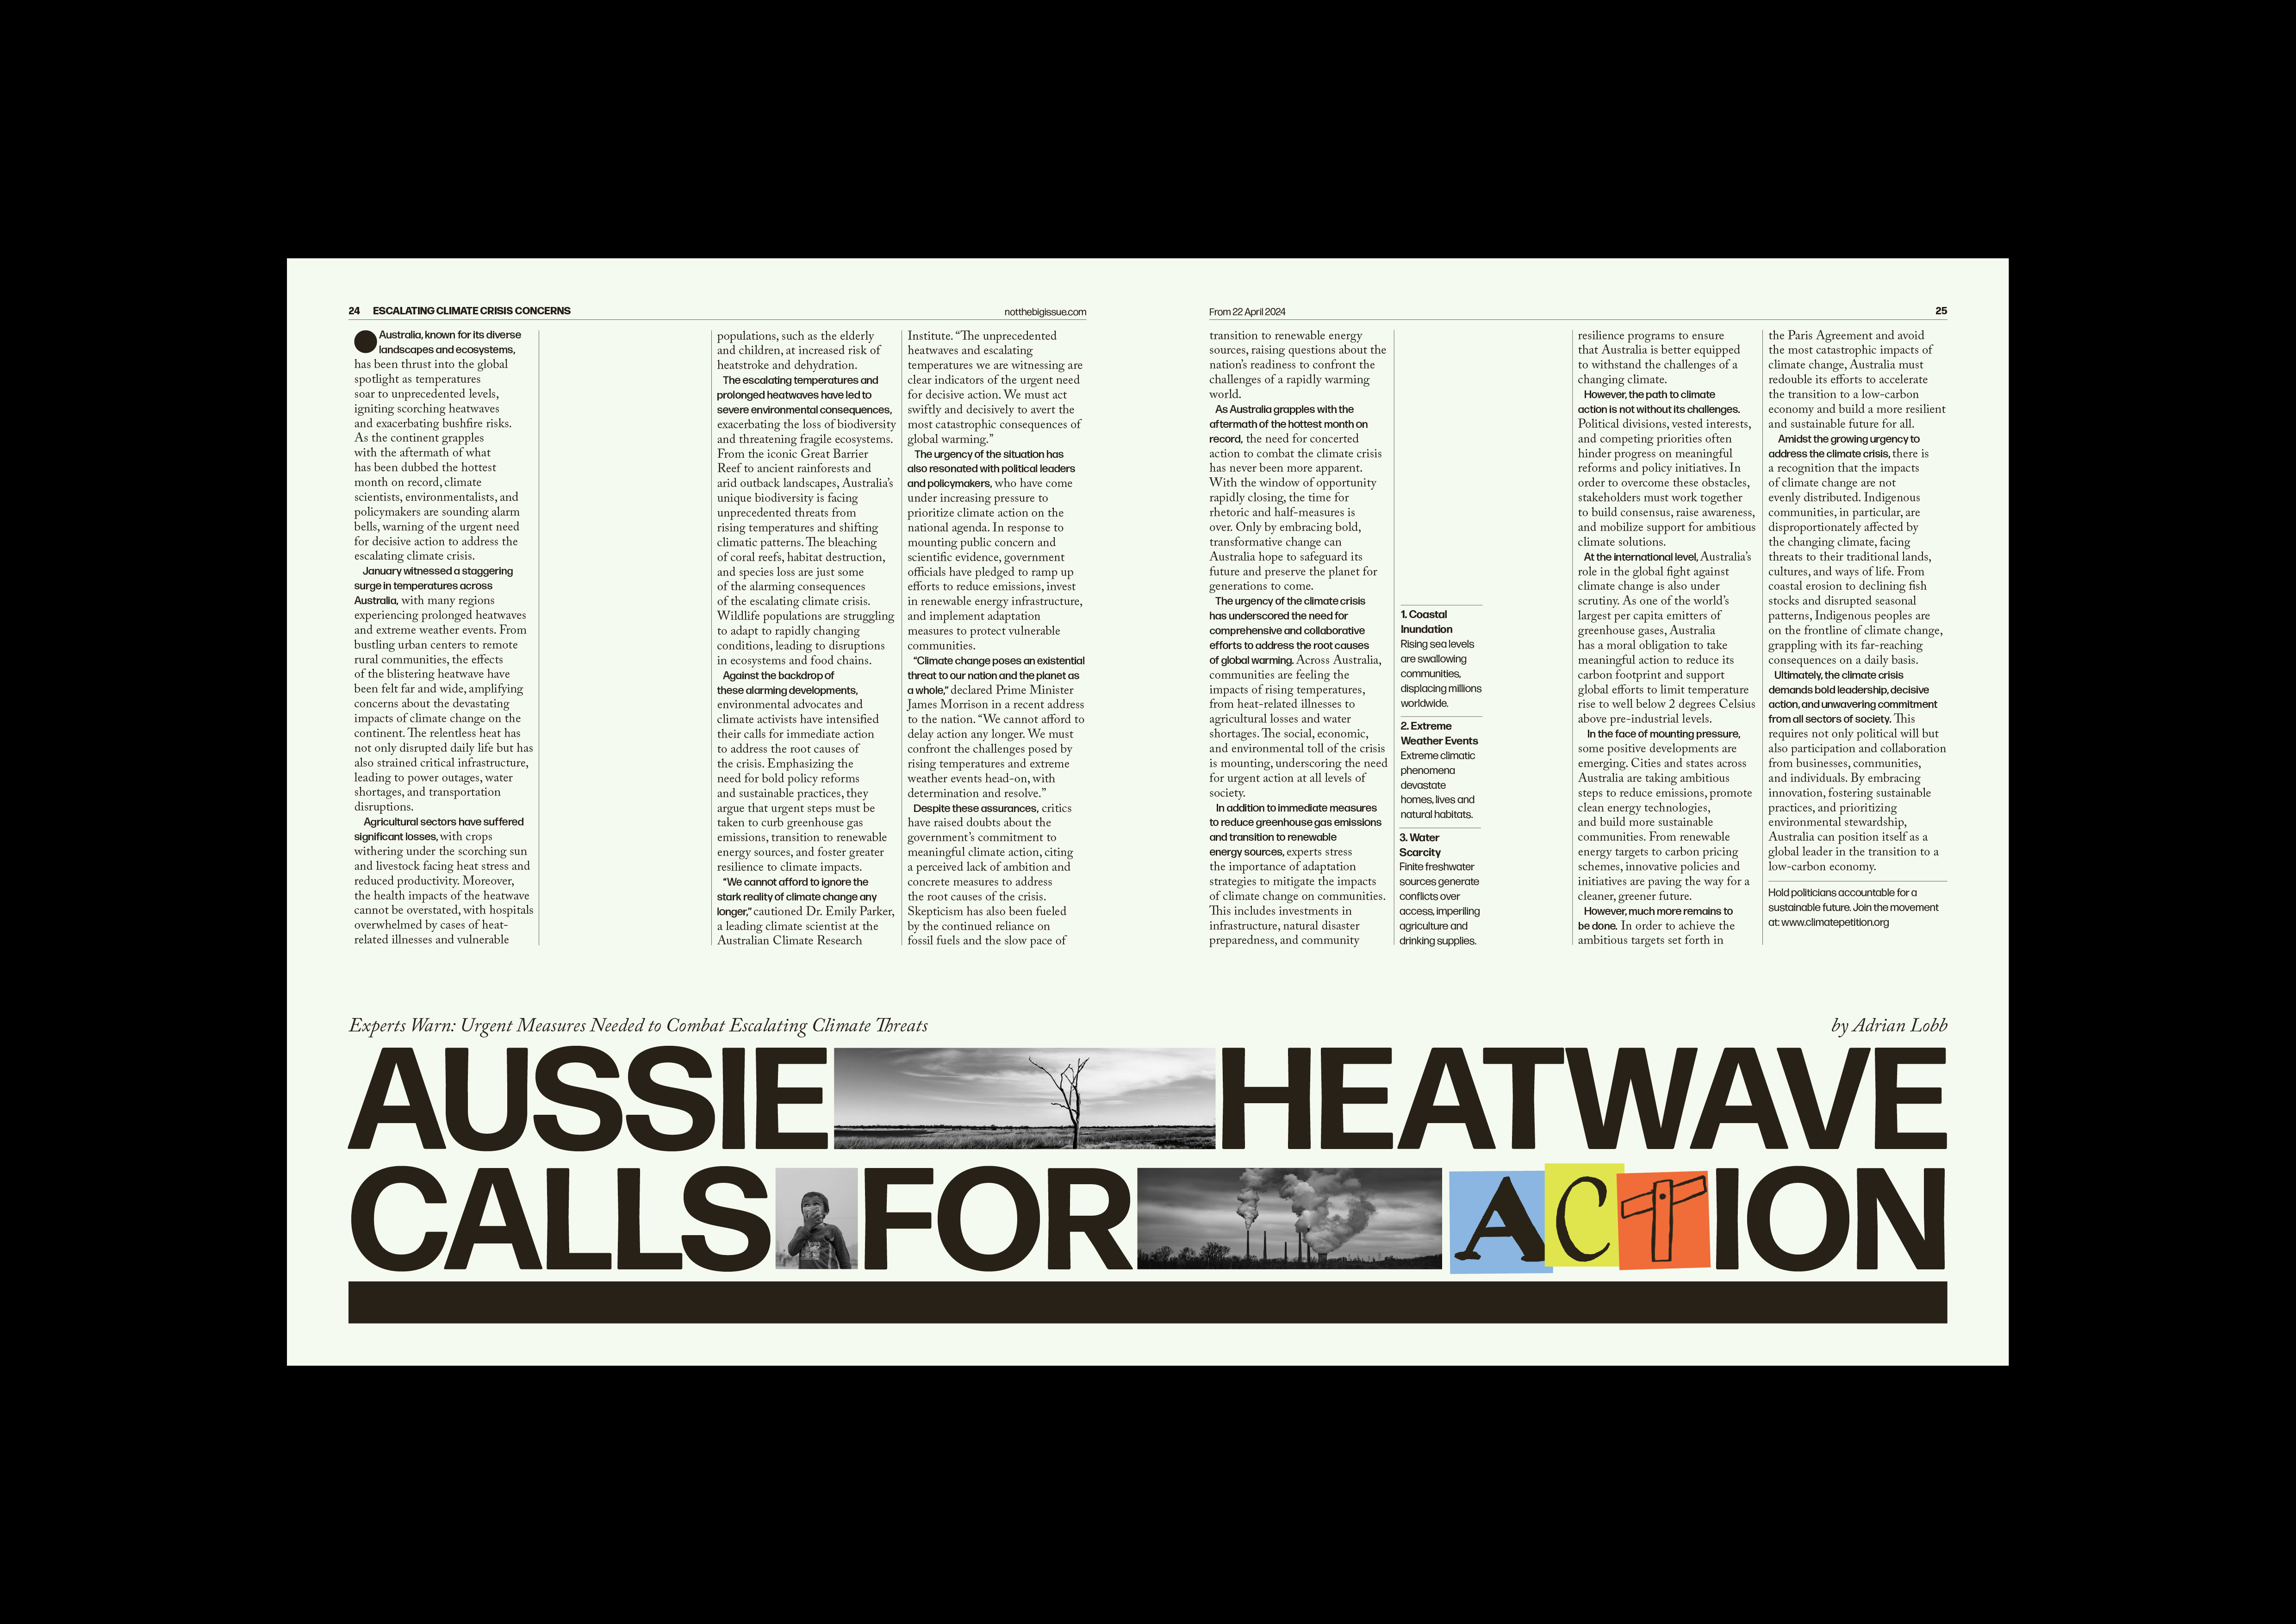 24 ESCALATING CLIMATE CRISIS CONCERNS
notthebigissue.com
From 22 April 2024
25
Australia, known for its diverse
landscapes and ecosystems,
has been thrust into the global
spotlight as temperatures
soar to unprecedented levels,
igniting scorching heatwaves
and exacerbating bushfire risks.
As the continent grapples
with the aftermath of what
has been dubbed the hottest
month on record, climate
scientists, environmentalists, and
policymakers are sounding alarm
bells, warning of the urgent need
for decisive action to address the
escalating climate crisis.
January witnessed a staggering
surge in temperatures across
Australia, with many regions
experiencing prolonged heatwaves
and extreme weather events. From
bustling urban centers to remote
rural communities, the effects
of the blistering heatwave have
been felt far and wide, amplifying
concerns about the devastating
impacts of climate change on the
continent. The relentless heat has
not only disrupted daily life but has
also strained critical infrastructure,
leading to power outages, water
shortages, and transportation
disruptions.
Agricultural sectors have suffered
significant losses, with crops
withering under the scorching sun
and livestock facing heat stress and
reduced productivity. Moreover,
the health impacts of the heatwave
cannot be overstated, with hospitals
overwhelmed by cases of heat-
related illnesses and vulnerable
populations, such as the elderly
and children, at increased risk of
heatstroke and dehydration.
The escalating temperatures and
prolonged heatwaves have led to
severe environmental consequences,
exacerbating the loss of biodiversity
and threatening fragile ecosystems.
From the iconic Great Barrier
Reef to ancient rainforests and
arid outback landscapes, Australia's
unique biodiversity is facing
unprecedented threats from
rising temperatures and shifting
climatic patterns. The bleaching
of coral reefs, habitat destruction,
and species loss are just some
of the alarming consequences
of the escalating climate crisis.
Wildlife populations are struggling
to adapt to rapidly changing
conditions, leading to disruptions
in ecosystems and food chains.
Against the backdrop of
these alarming developments,
environmental advocates and
climate activists have intensified
their calls for immediate action
to address the root causes of
the crisis. Emphasizing the
need for bold policy reforms
and sustainable practices, they
argue that urgent steps must be
taken to curb greenhouse gas
emissions, transition to renewable
energy sources, and foster greater
resilience to climate impacts.
"We cannot afford to ignore the
stark reality of climate change any
longer," cautioned Dr. Emily Parker,
a leading climate scientist at the
Australian Climate Research
Institute. "The unprecedented
heatwaves and escalating
temperatures we are witnessing are
clear indicators of the urgent need
for decisive action. We must act
swiftly and decisively to avert the
most catastrophic consequences of
global warming."
The urgency of the situation has
also resonated with political leaders
and policymakers, who have come
under increasing pressure to
prioritize climate action on the
national agenda. In response to
mounting public concern and
scientific evidence, government
officials have pledged to ramp up
efforts to reduce emissions, invest
in renewable energy infrastructure,
and implement adaptation
measures to protect vulnerable
communities.
"Climate change poses an existential
threat to our nation and the planet as
a whole," declared Prime Minister
James Morrison in a recent address
to the nation. "We cannot afford to
delay action any longer. We must
confront the challenges posed by
rising temperatures and extreme
weather events head-on, with
determination and resolve."
Despite these assurances, critics
have raised doubts about the
government's commitment to
meaningful climate action, citing
a perceived lack of ambition and
concrete measures to address
the root causes of the crisis.
Skepticism has also been fueled
by the continued reliance on
fossil fuels and the slow pace of
transition to renewable energy
sources, raising questions about the
nation's readiness to confront the
challenges of a rapidly warming
world.
As Australia grapples with the
aftermath of the hottest month on
record, the need for concerted
action to combat the climate crisis
has never been more apparent.
With the window of opportunity
rapidly closing, the time for
rhetoric and half-measures is
over. Only by embracing bold,
transformative change can
Australia hope to safeguard its
future and preserve the planet for
generations to come.
The urgency of the climate crisis
has underscored the need for
comprehensive and collaborative
efforts to address the root causes
of global warming. Across Australia,
communities are feeling the
impacts of rising temperatures,
from heat-related illnesses to
agricultural losses and water
shortages. The social, economic,
and environmental toll of the crisis
is mounting, underscoring the need
for urgent action at all levels of
society.
In addition to immediate measures
to reduce greenhouse gas emissions
and transition to renewable
energy sources, experts stress
the importance of adaptation
strategies to mitigate the impacts
of climate change on communities.
This includes investments in
infrastructure, natural disaster
preparedness, and community
1. Coastal
Inundation
Rising sea levels
are swallowing
communities,
displacing millions
worldwide.
2. Extreme
Weather Events
Extreme climatic
phenomena
devastate
homes, lives and
natural habitats.
3. Water
Scarcity
Finite freshwater
sources generate
conflicts over
access, imperiling
agriculture and
drinking supplies.
resilience programs to ensure
that Australia is better equipped
to withstand the challenges of a
changing climate.
However, the path to climate
action is not without its challenges.
Political divisions, vested interests,
and competing priorities often
hinder progress on meaningful
reforms and policy initiatives. In
order to overcome these obstacles,
stakeholders must work together
to build consensus, raise awareness,
and mobilize support for ambitious
climate solutions.
At the international level, Australia's
role in the global fight against
climate change is also under
scrutiny. As one of the world's
largest per capita emitters of
greenhouse gases, Australia
has a moral obligation to take
meaningful action to reduce its
carbon footprint and support
global efforts to limit temperature
rise to well below 2 degrees Celsius
above pre-industrial levels.
In the face of mounting pressure,
some positive developments are
emerging. Cities and states across
Australia are taking ambitious
steps to reduce emissions, promote
clean energy technologies,
and build more sustainable
communities. From renewable
energy targets to carbon pricing
schemes, innovative policies and
initiatives are paving the way for a
cleaner, greener future.
However, much more remains to
be done. In order to achieve the
ambitious targets set forth in
the Paris Agreement and avoid
the most catastrophic impacts of
climate change, Australia must
redouble its efforts to accelerate
the transition to a low-carbon
economy and build a more resilient
and sustainable future for all.
Amidst the growing urgency to
address the climate crisis, there is
a recognition that the impacts
of climate change are not
evenly distributed. Indigenous
communities, in particular, are
disproportionately affected by
the changing climate, facing
threats to their traditional lands,
cultures, and ways of life. From
coastal erosion to declining fish
stocks and disrupted seasonal
patterns, Indigenous peoples are
on the frontline of climate change,
grappling with its far-reaching
consequences on a daily basis.
Ultimately, the climate crisis
demands bold leadership, decisive
action, and unwavering commitment
from all sectors of society. This
requires not only political will but
also participation and collaboration
from businesses, communities,
and individuals. By embracing
innovation, fostering sustainable
practices, and prioritizing
environmental stewardship,
Australia can position itself as a
global leader in the transition to a
low-carbon economy.
Hold politicians accountable for a
sustainable future. Join the movement
at: www.climatepetition.org
Experts Warn: Urgent Measures Needed to Combat Escalating Climate Threats
by Adrian Lobb
AUSSIE HEATWAVE
CALLS FOR ACTION